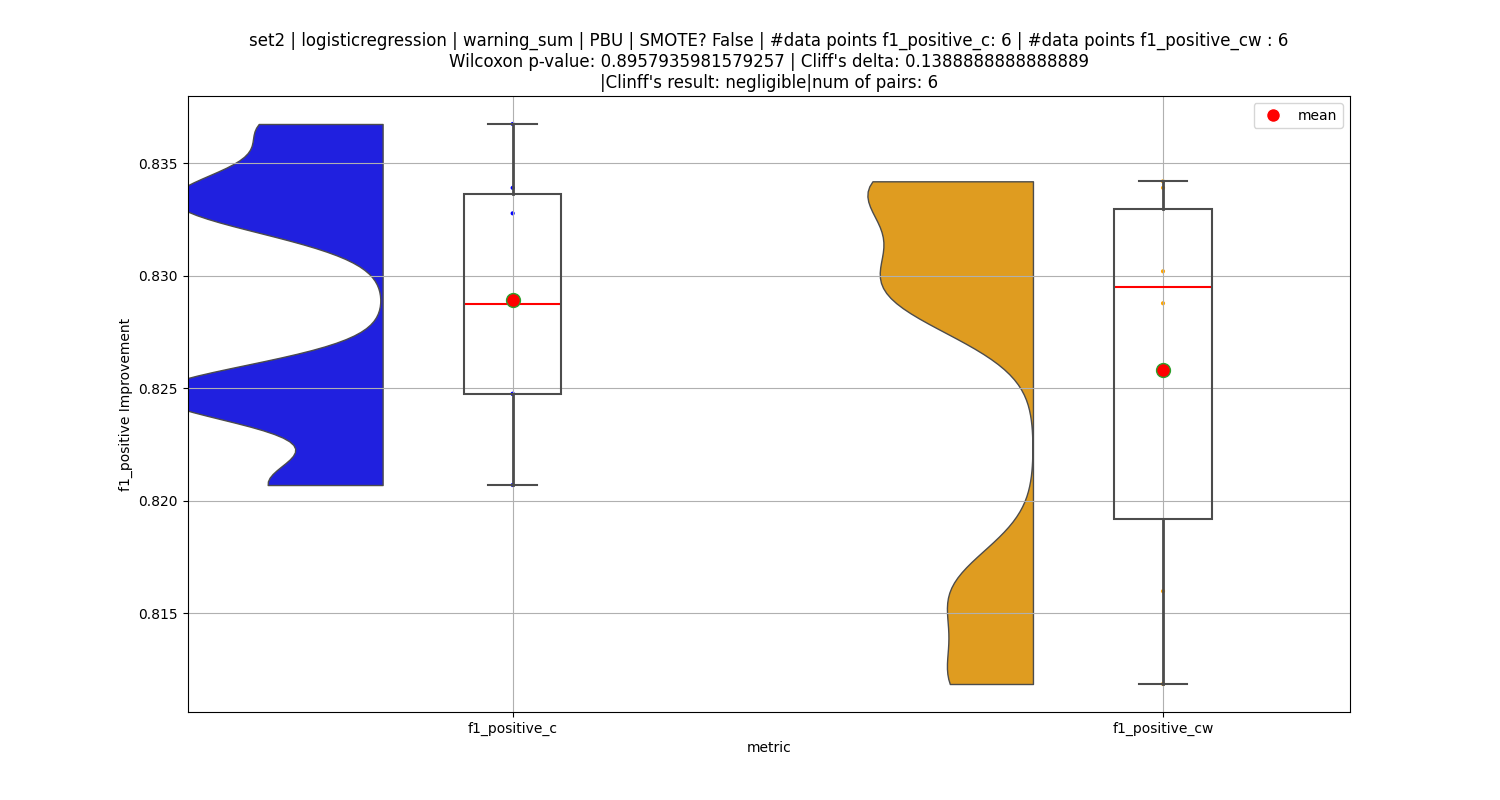 set2 | logisticregression | warning_sum | PBU | SMOTE? False | #data points f1_positive_c: 6 | #data points f1_positive_cw : 6
Wilcoxon p-value: 0.8957935981579257 | Cliff's delta: 0.1388888888888889
|Clinff's result: negligible|num of pairs: 6
mean
0.835
0.830
0.825
0.820
0.815
f1_positive Improvement
f1_positive_c
f1_positive_cw
metric